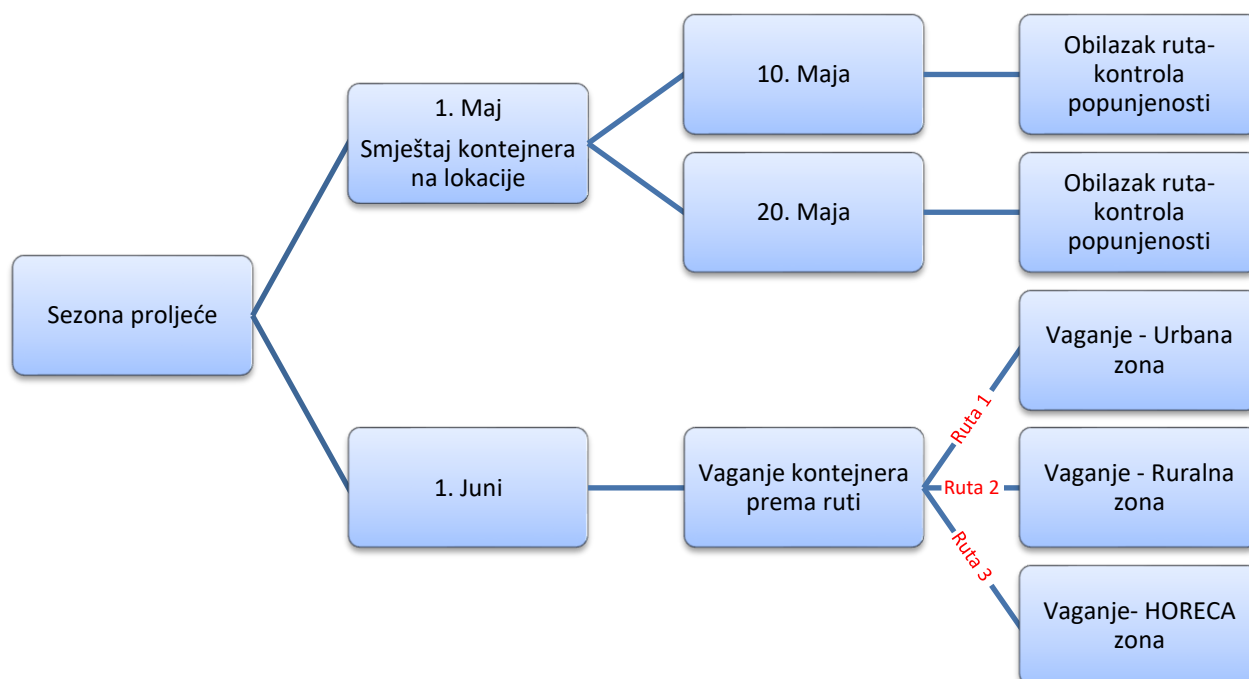 Sezona proljeće
1. Maj
Smještaj kontejnera
na lokacije
10. Maja
Obilazak ruta-
kontrola
popunjenosti
20. Maja
Obilazak ruta-
kontrola
popunjenosti
1. Juni
Vaganje kontejnera
prema ruti
Ruta 1
Vaganje - Urbana
zona
Ruta 2
Vaganje - Ruralna
zona
Ruta 3
Vaganje- HORECA
zona